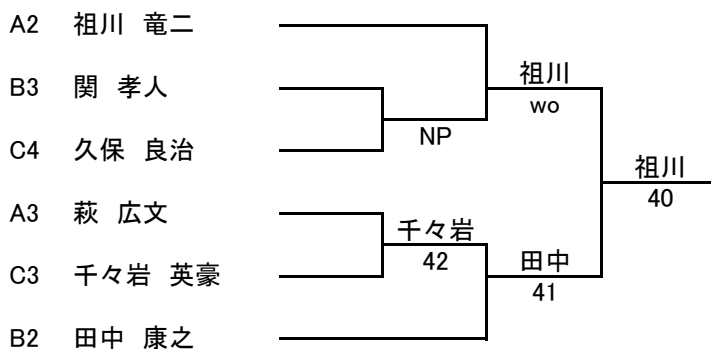 A2 祖川 竜二
祖川
B3 関 孝人
wo
NP
C4 久保 良治
祖川
40
A3 萩 広文
千々岩
42
田中
C3 千々岩 英豪
41
B2 田中 康之